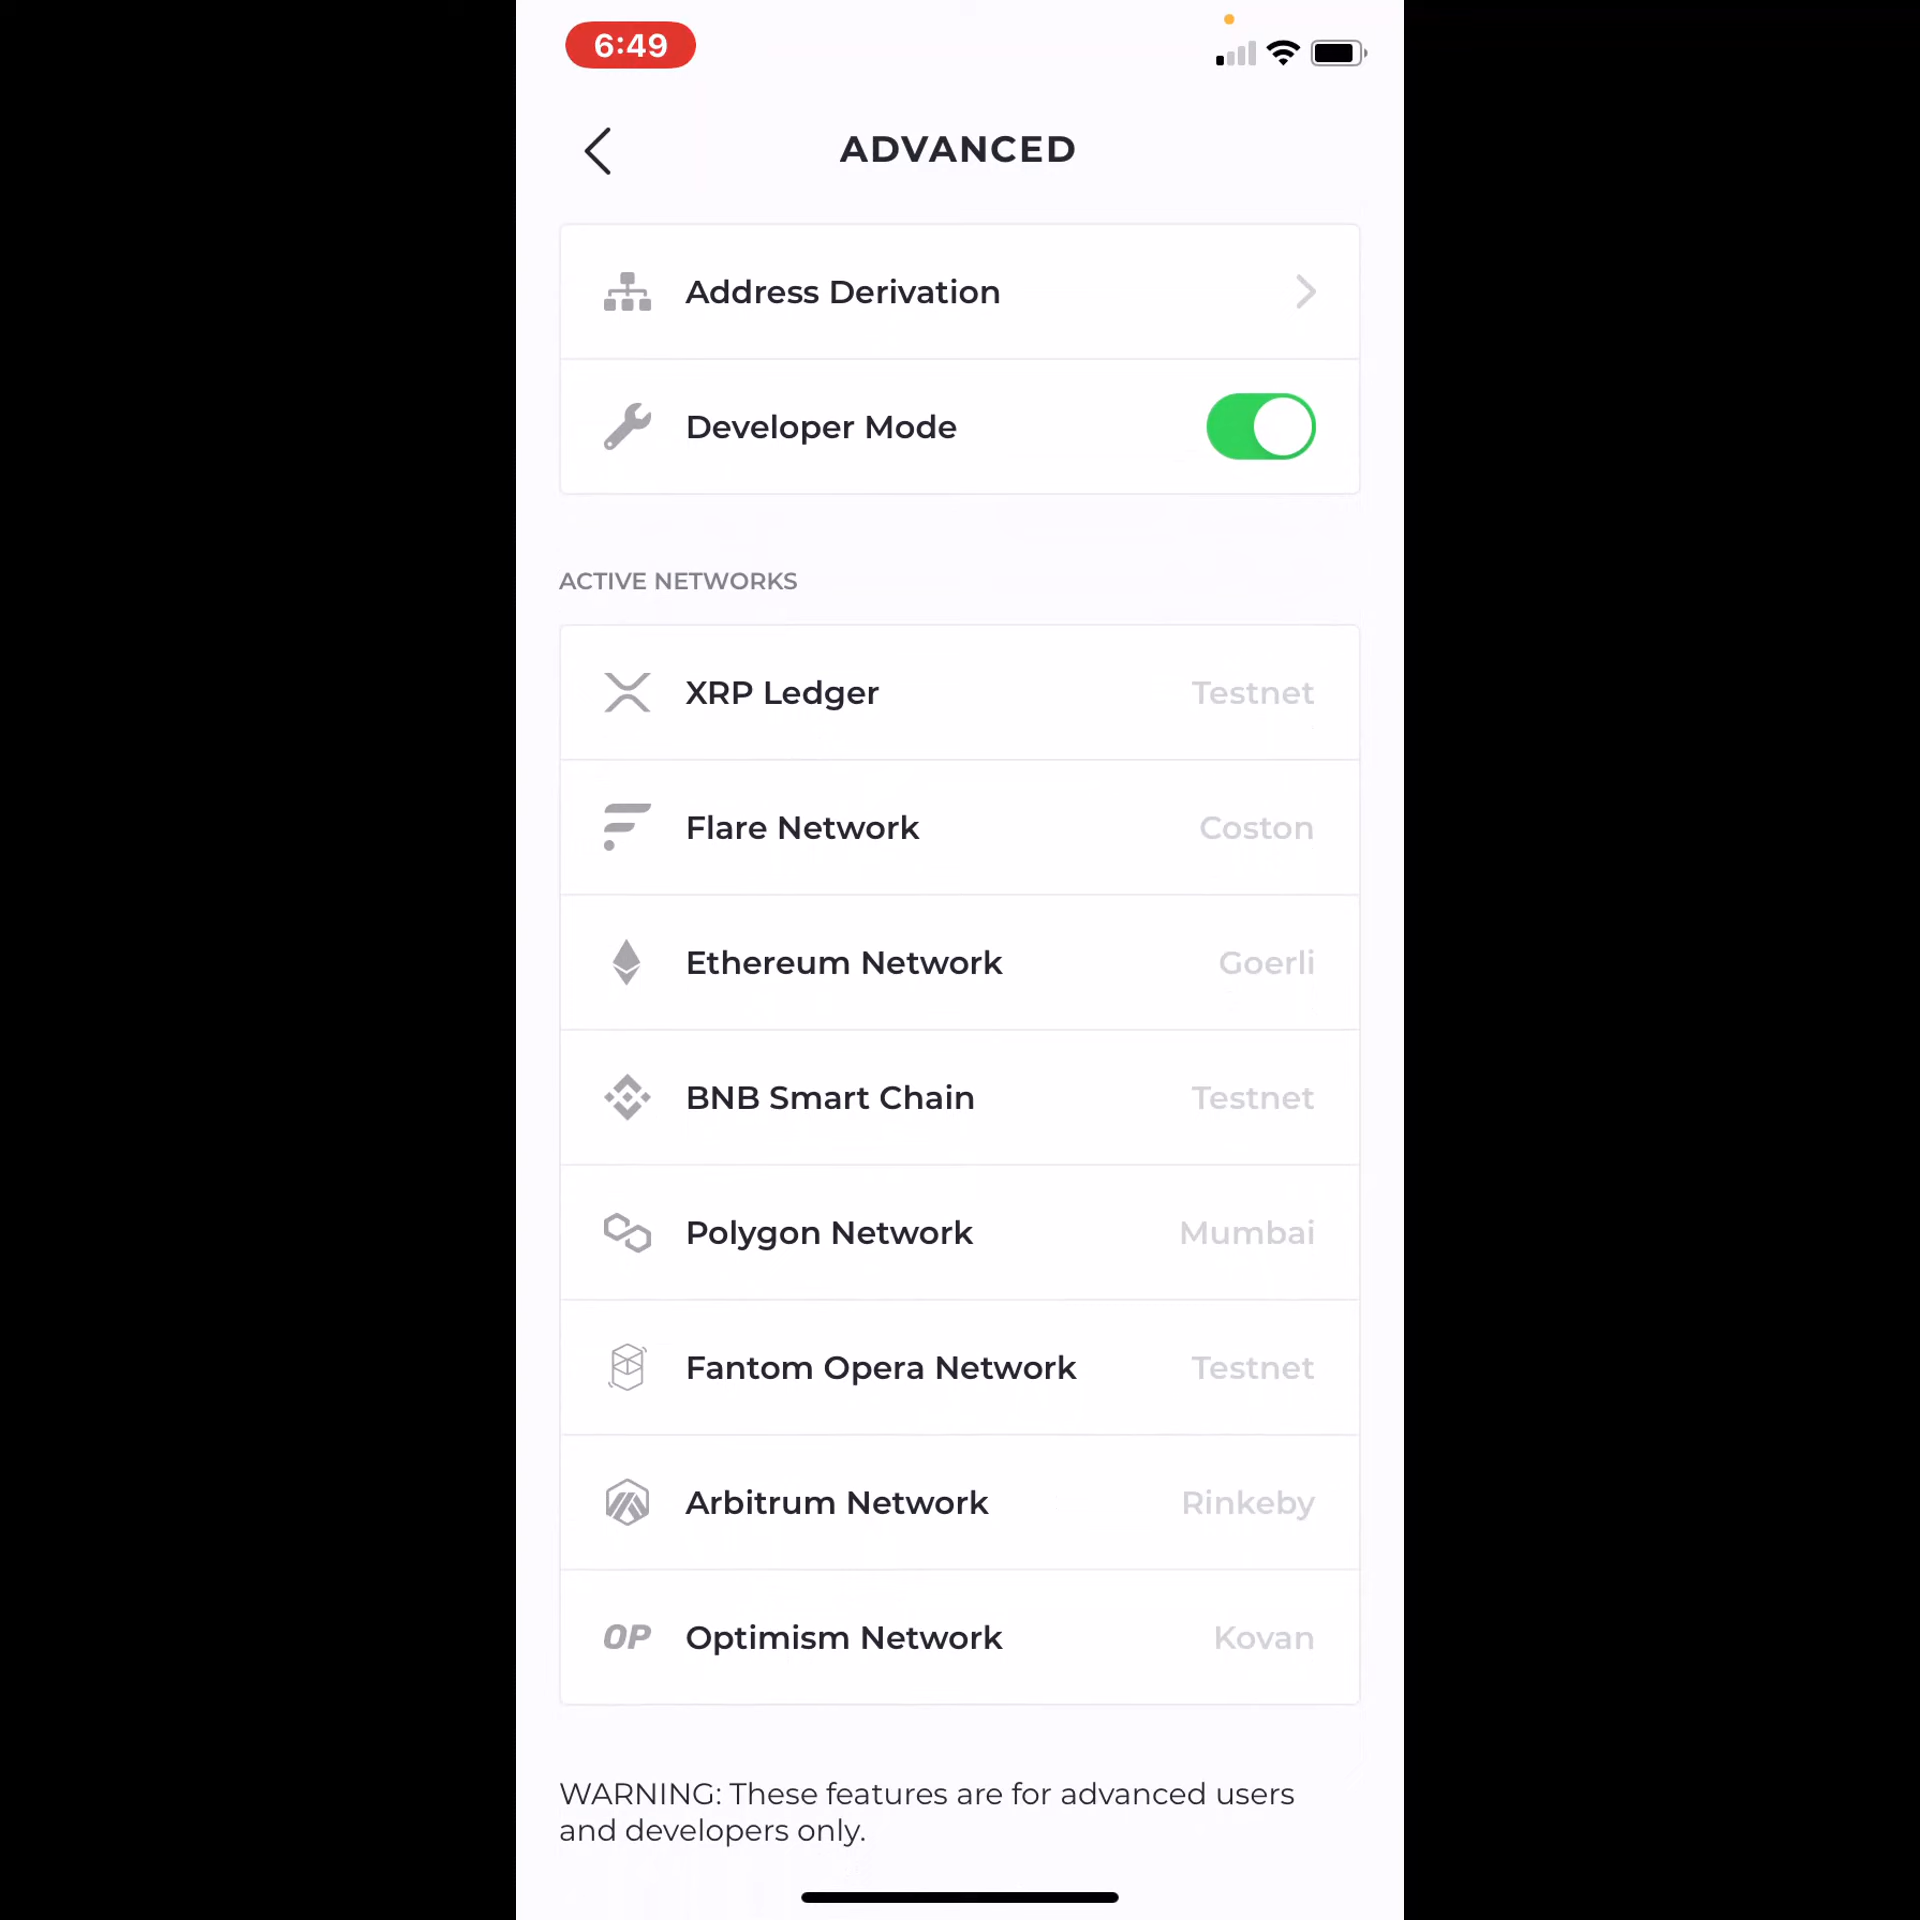 6:49
ADVANCED
Address Derivation
Developer Mode
ACTIVE NETWORKS
XRP Ledger Testnet
Flare Network Coston
Ethereum Network Goerli
BNB Smart Chain Testnet
Polygon Network Mumbai
Fantom Opera Network Testnet
Arbitrum Network Rinkeby
OP Optimism Network Kovan
WARNING: These features are for advanced users
and developers only.